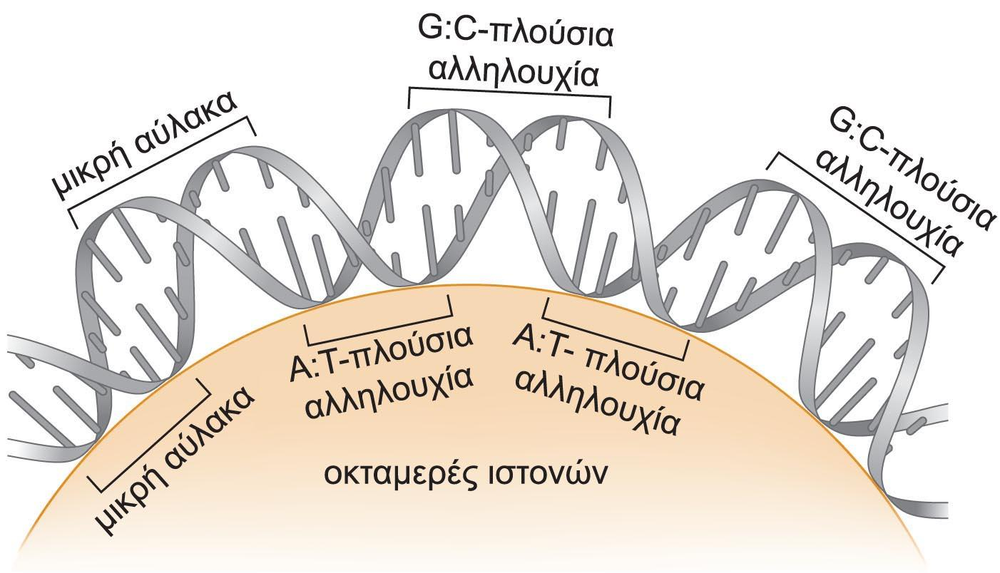 G:C-πλούσια
αλληλουχία
μικρή αύλακα
G:C-πλούσια
αλληλουχία
A:T-πλούσια
αλληλουχία
A:T- πλούσια
αλληλουχία
μικρή αύλακα
οκταμερές ιστονών